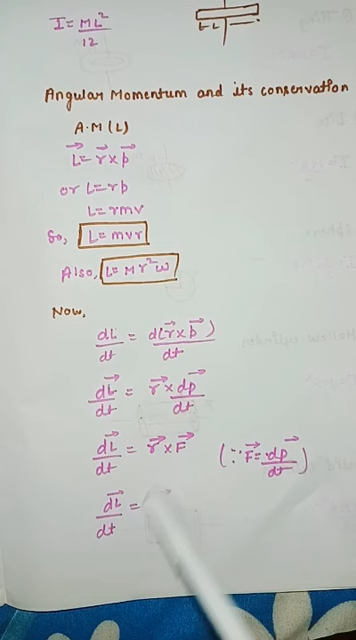 I = ML²/12
L
Angular Momentum and its conservation
A.M (L)
L⃗ = r⃗ × p⃗
or L = rp
L = rmv
So, L = mvr
Also, L = Mr²ω
Now,
dL/dt = d(r⃗ × p⃗)/dt
dL⃗/dt = r⃗ × dp⃗/dt
dL⃗/dt = r⃗ × F⃗ (∵ F⃗ = dp⃗/dt)
dL⃗/dt =